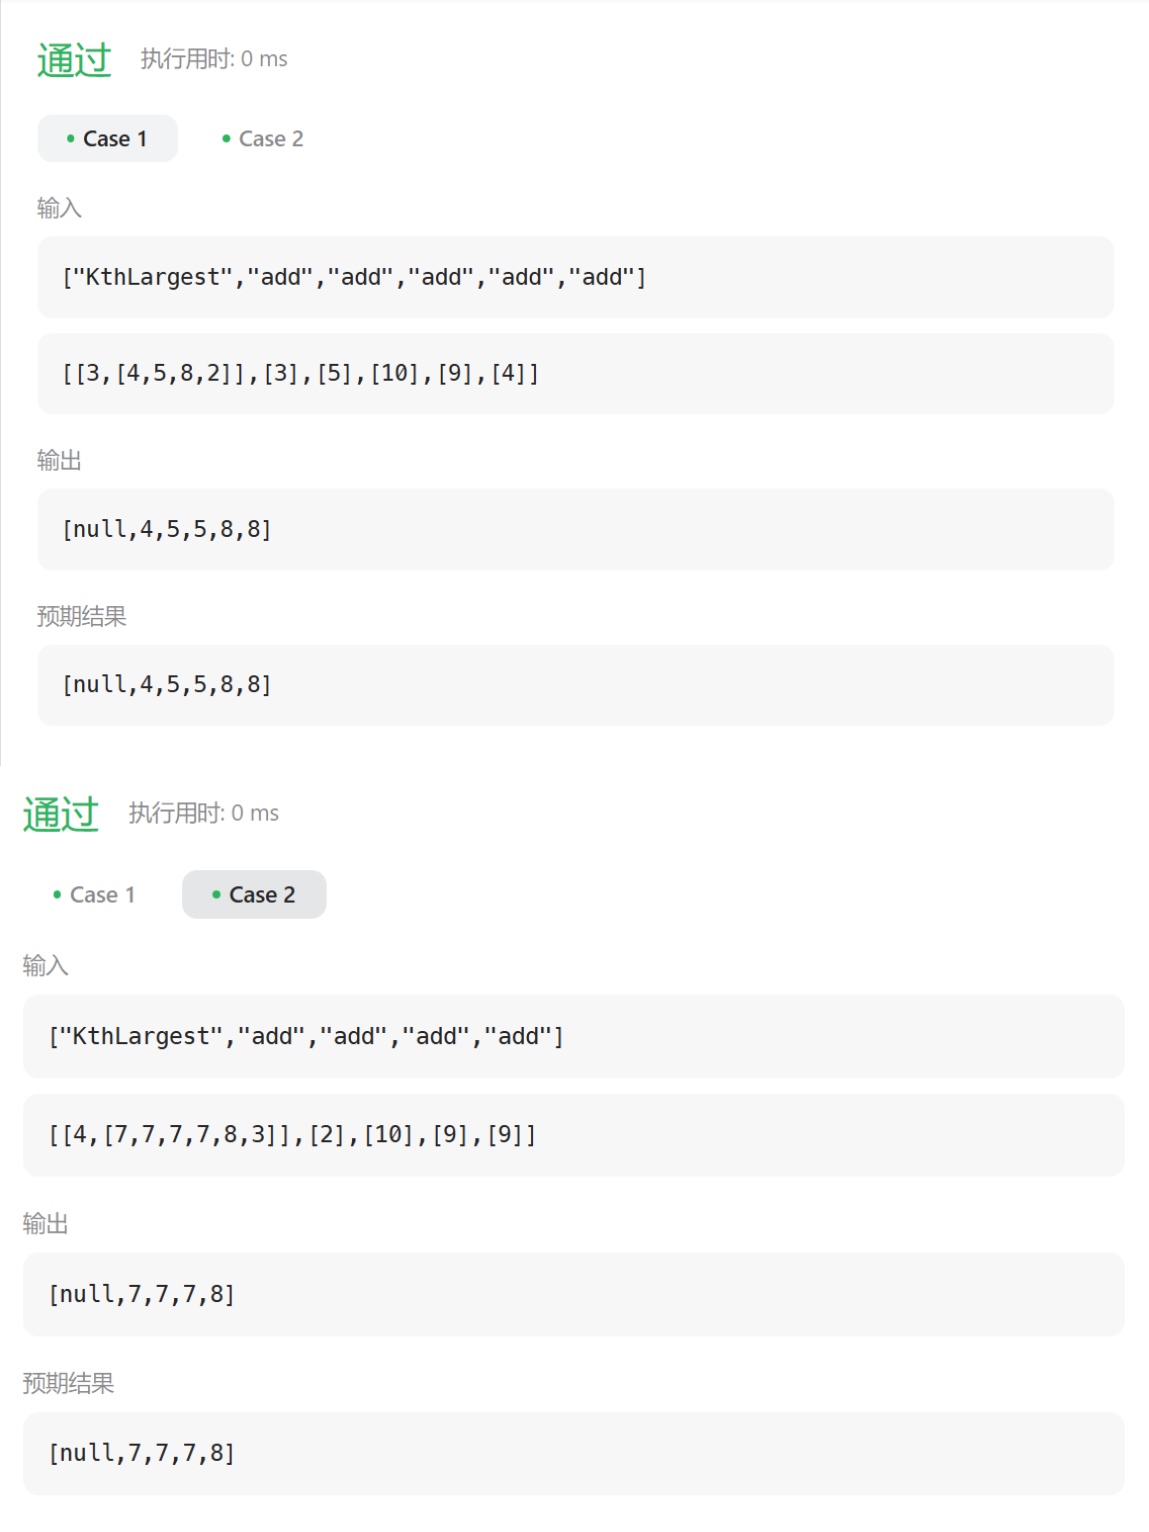 通过 执行用时: 0 ms
Case 1 Case 2
输入
["KthLargest","add","add","add","add","add"]
[[3,[4,5,8,2]],[3],[5],[10],[9],[4]]
输出
[null,4,5,5,8,8]
预期结果
[null,4,5,5,8,8]
通过 执行用时: 0 ms
Case 1 Case 2
输入
["KthLargest","add","add","add","add"]
[[4,[7,7,7,7,8,3]],[2],[10],[9],[9]]
输出
[null,7,7,7,8]
预期结果
[null,7,7,7,8]